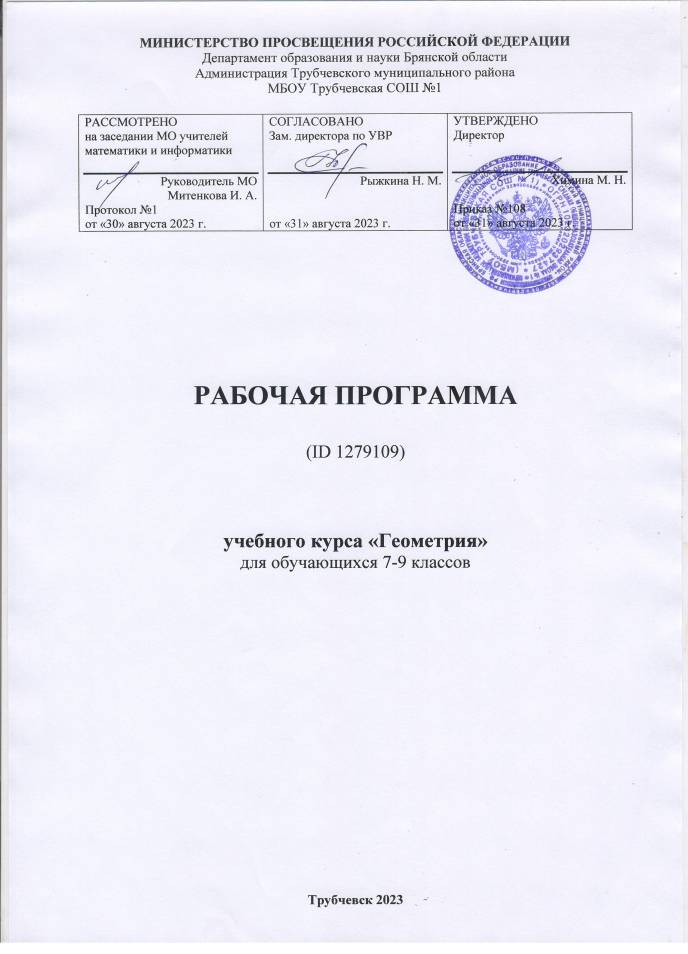 МИНИСТЕРСТВО ПРОСВЕЩЕНИЯ РОССИЙСКОЙ ФЕДЕРАЦИИ
Департамент образования и науки Брянской области
Администрация Трубчевского муниципального района
МБОУ Трубчевская СОШ №1
РАССМОТРЕНО
на заседании МО учителей
математики и информатики
Руководитель МО
Митенкова И. А.
Протокол №1
от «30» августа 2023 г.
СОГЛАСОВАНО
Зам. директора по УВР
Рыжкина Н. М.
от «31» августа 2023 г.
УТВЕРЖДЕНО
Директор
М. Н.
Приказ №108
от «31» августа 2023 г.
РАБОЧАЯ ПРОГРАММА
(ID 1279109)
учебного курса «Геометрия»
для обучающихся 7-9 классов
Трубчевск 2023